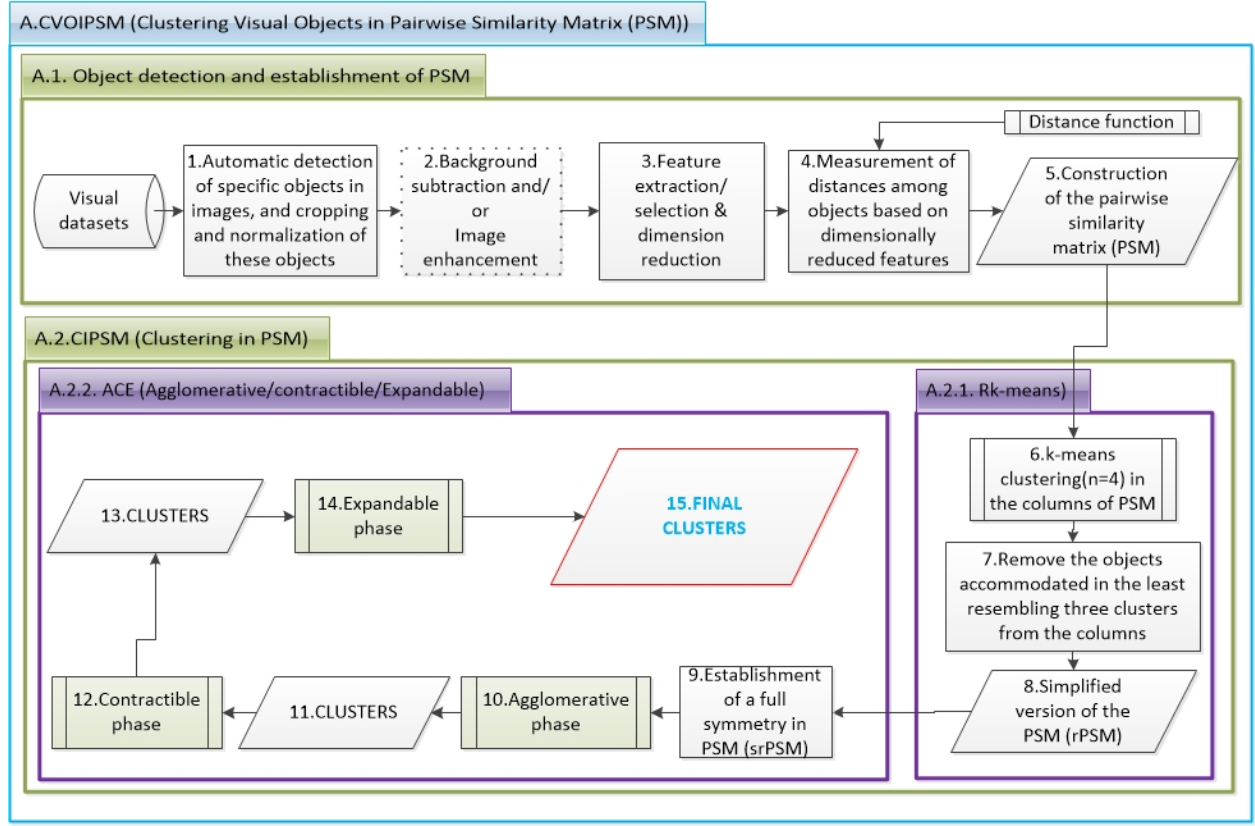 A.CVOIPSM (Clustering Visual Objects in Pairwise Similarity Matrix (PSM))
A.1. Object detection and establishment of PSM
Distance function
Visual
datasets
1.Automatic detection
of specific objects in
images, and cropping
and normalization of
these objects
2.Background
subtraction and/
or
Image
enhancement
3.Feature
extraction/
selection &
dimension
reduction
4.Measurement of
distances among
objects based on
dimensionally
reduced features
5.Construction
of the pairwise
similarity
matrix (PSM)
A.2.CIPSM (Clustering in PSM)
A.2.1. Rk-means)
6.k-means
clustering(n=4) in
the columns of PSM
7.Remove the objects
accommodated in the least
resembling three clusters
from the columns
8.Simplified
version of the
PSM (rPSM)
A.2.2. ACE (Agglomerative/contractible/Expandable)
9.Establishment
of a full
symmetry in
PSM (srPSM)
10.Agglomerative
phase
11.CLUSTERS
12.Contractible
phase
13.CLUSTERS
14.Expandable
phase
15.FINAL
CLUSTERS